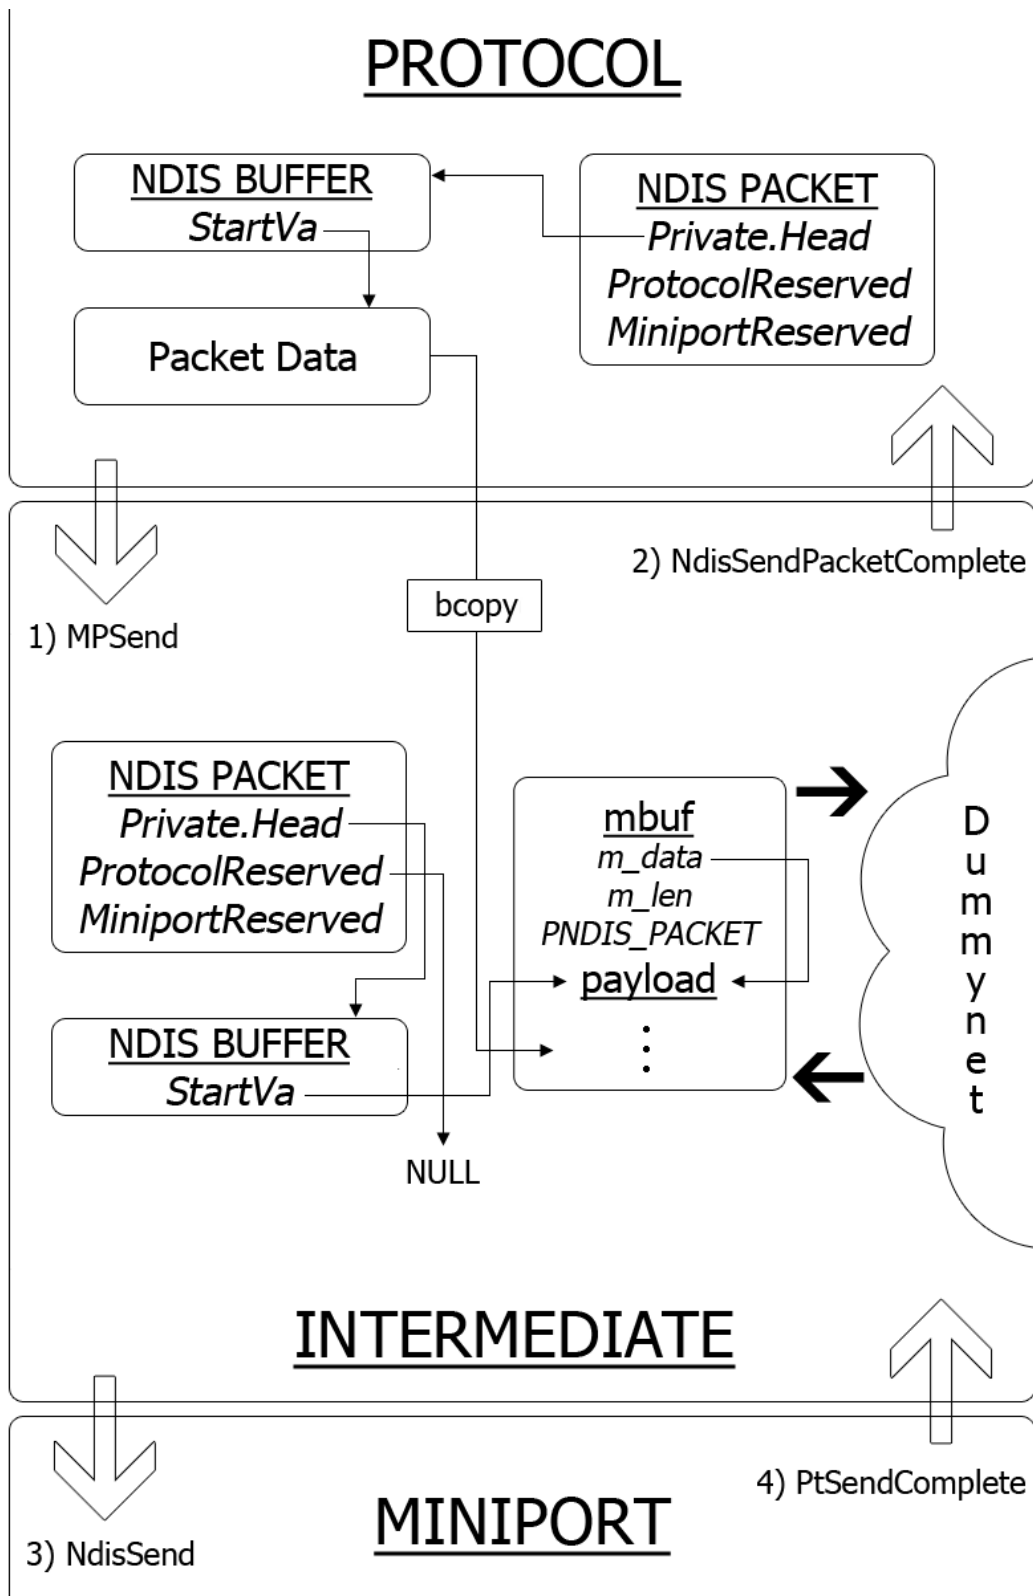 PROTOCOL
NDIS BUFFER
StartVa
NDIS PACKET
Private.Head
ProtocolReserved
MiniportReserved
Packet Data
2) NdisSendPacketComplete
bcopy
1) MPSend
NDIS PACKET
Private.Head
ProtocolReserved
MiniportReserved
mbuf
m_data
m_len
PNDIS_PACKET
payload
Dummynet
NDIS BUFFER
StartVa
NULL
INTERMEDIATE
4) PtSendComplete
MINIPORT
3) NdisSend